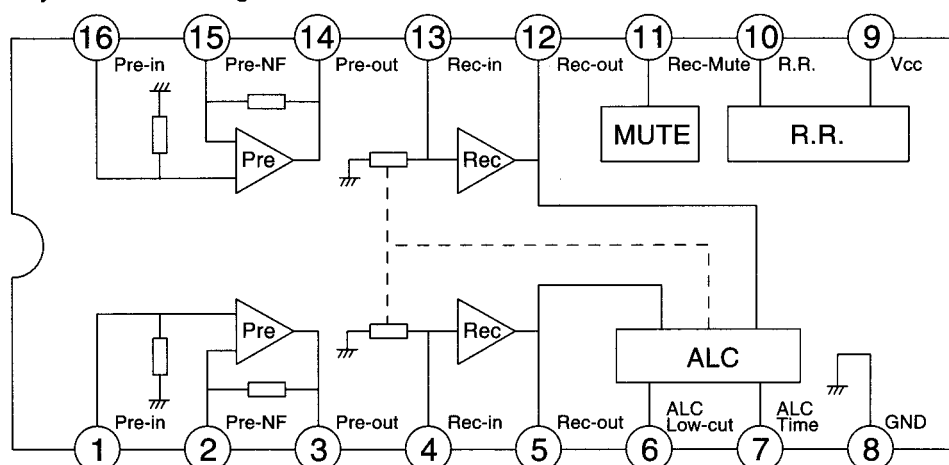 16 15 14 13 12 11 10 9
Pre-in Pre-NF Pre-out Rec-in Rec-out Rec-Mute R.R. Vcc
MUTE R.R.
Pre Rec
Pre Rec
ALC
Pre-in Pre-NF Pre-out Rec-in Rec-out ALC Low-cut ALC Time GND
1 2 3 4 5 6 7 8